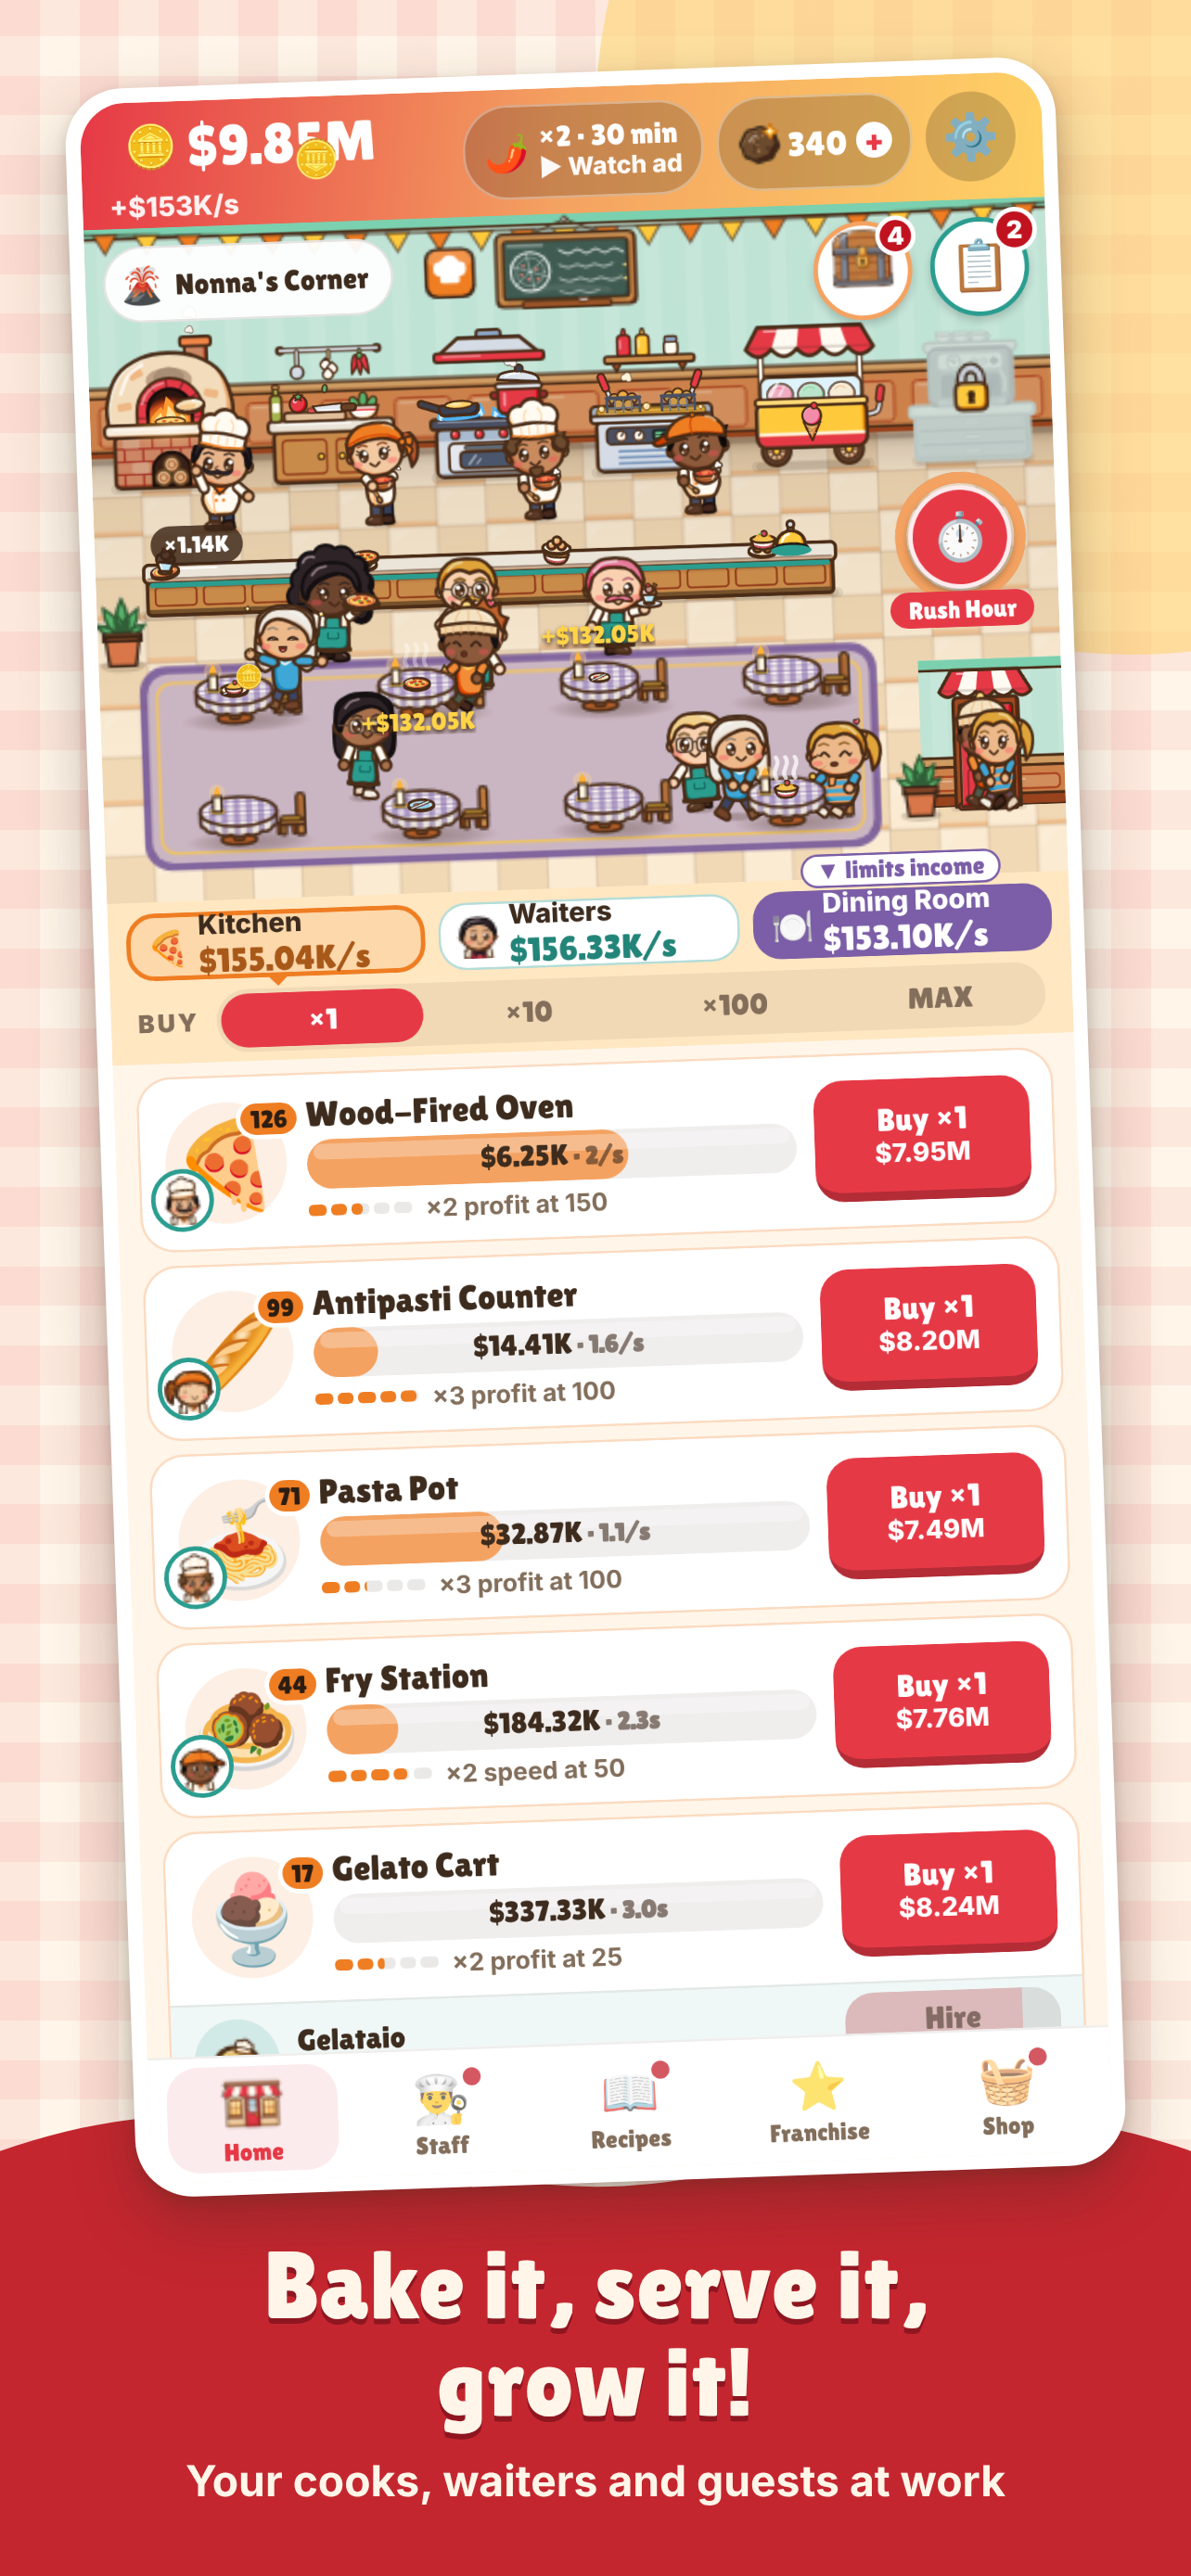 $9.85M
+$153K/s
×2 · 30 min
▶ Watch ad
340 +
4
2
Nonna's Corner
×1.14K
Rush Hour
+$132.05K
+$132.05K
▼ limits income
Kitchen
$155.04K/s
Waiters
$156.33K/s
Dining Room
$153.10K/s
BUY ×1 ×10 ×100 MAX
126 Wood-Fired Oven
$6.25K · 2/s
×2 profit at 150
Buy ×1
$7.95M
99 Antipasti Counter
$14.41K · 1.6/s
×3 profit at 100
Buy ×1
$8.20M
71 Pasta Pot
$32.87K · 1.1/s
×3 profit at 100
Buy ×1
$7.49M
44 Fry Station
$184.32K · 2.3s
×2 speed at 50
Buy ×1
$7.76M
17 Gelato Cart
$337.33K · 3.0s
×2 profit at 25
Buy ×1
$8.24M
Gelataio
Hire
Home
Staff
Recipes
Franchise
Shop
Bake it, serve it,
grow it!
Your cooks, waiters and guests at work